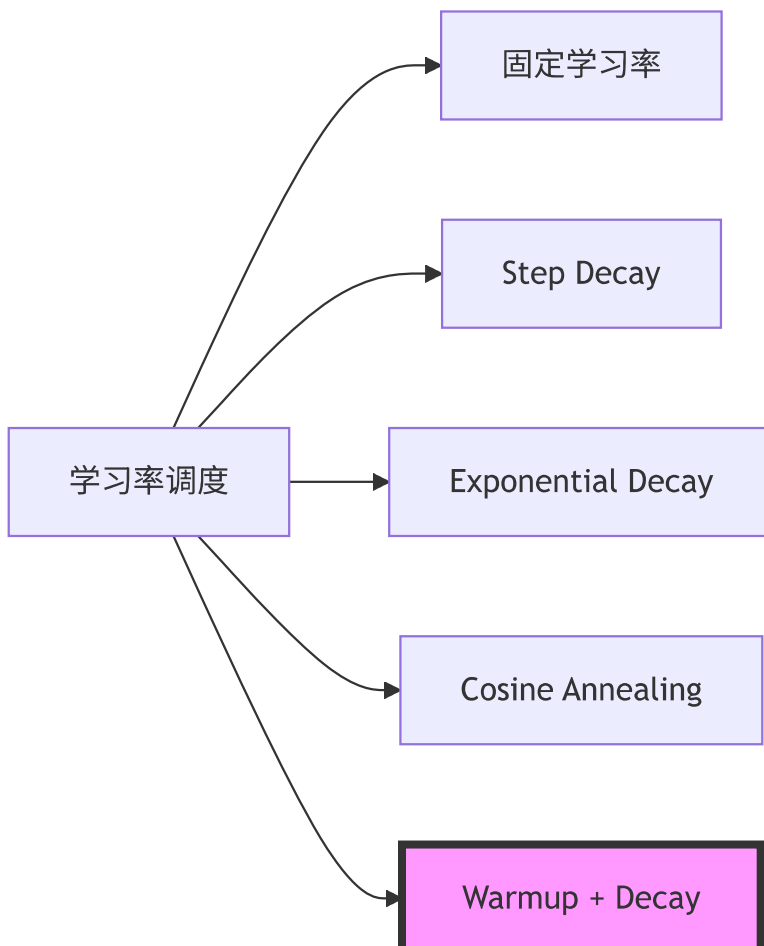 固定学习率
Step Decay
学习率调度
Exponential Decay
Cosine Annealing
Warmup + Decay